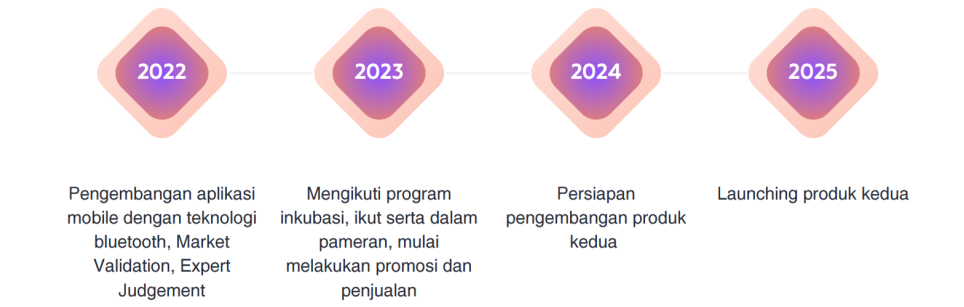 2022
2023
2024
2025
Pengembangan aplikasi
mobile dengan teknologi
bluetooth, Market
Validation, Expert
Judgement
Mengikuti program
inkubasi, ikut serta dalam
pameran, mulai
melakukan promosi dan
penjualan
Persiapan
pengembangan produk
kedua
Launching produk kedua